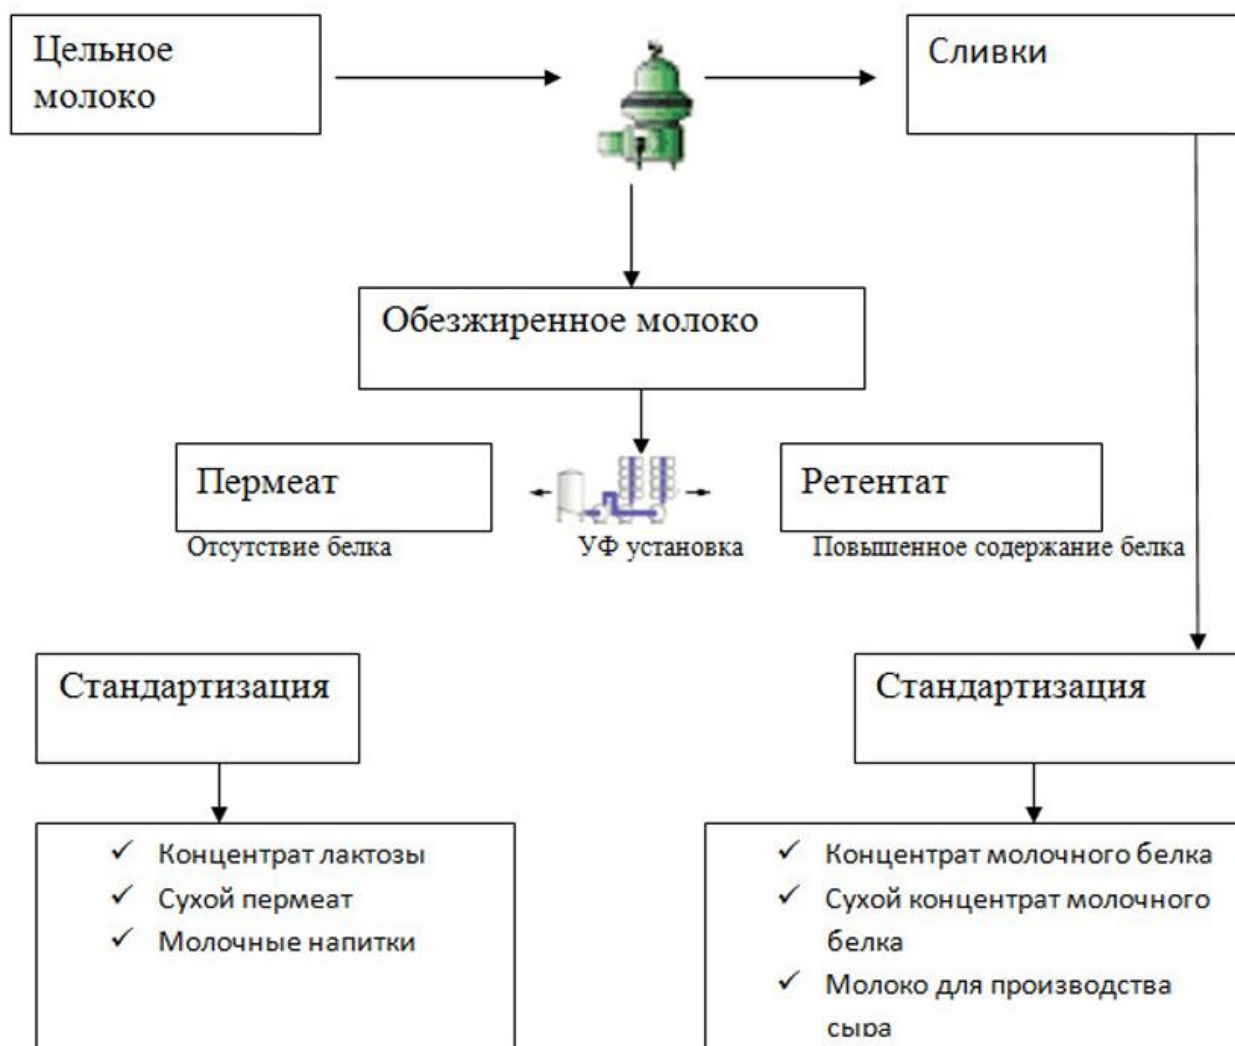 Цельное
молоко
Сливки
Обезжиренное молоко
Пермеат
Ретентат
Отсутствие белка
УФ установка
Повышенное содержание белка
Стандартизация
Стандартизация
✓ Концентрат лактозы
✓ Сухой пермеат
✓ Молочные напитки
✓ Концентрат молочного белка
✓ Сухой концентрат молочного
белка
✓ Молоко для производства
сыра